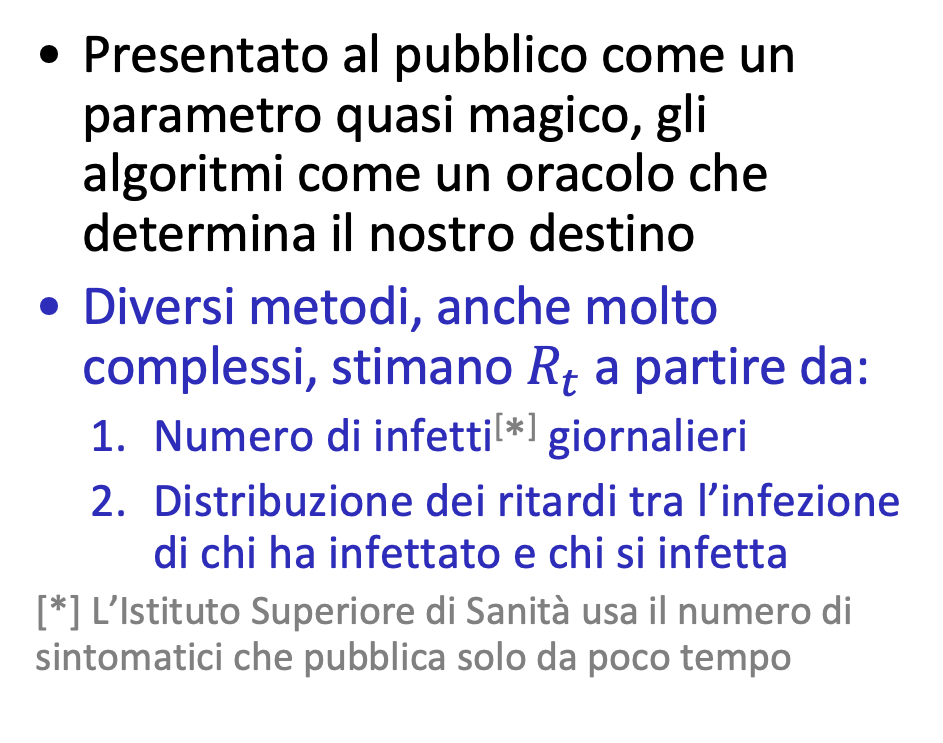 • Presentato al pubblico come un
parametro quasi magico, gli
algoritmi come un oracolo che
determina il nostro destino
• Diversi metodi, anche molto
complessi, stimano Rₜ a partire da:
1. Numero di infetti[*] giornalieri
2. Distribuzione dei ritardi tra l’infezione
di chi ha infettato e chi si infetta
[*] L’Istituto Superiore di Sanità usa il numero di
sintomatici che pubblica solo da poco tempo